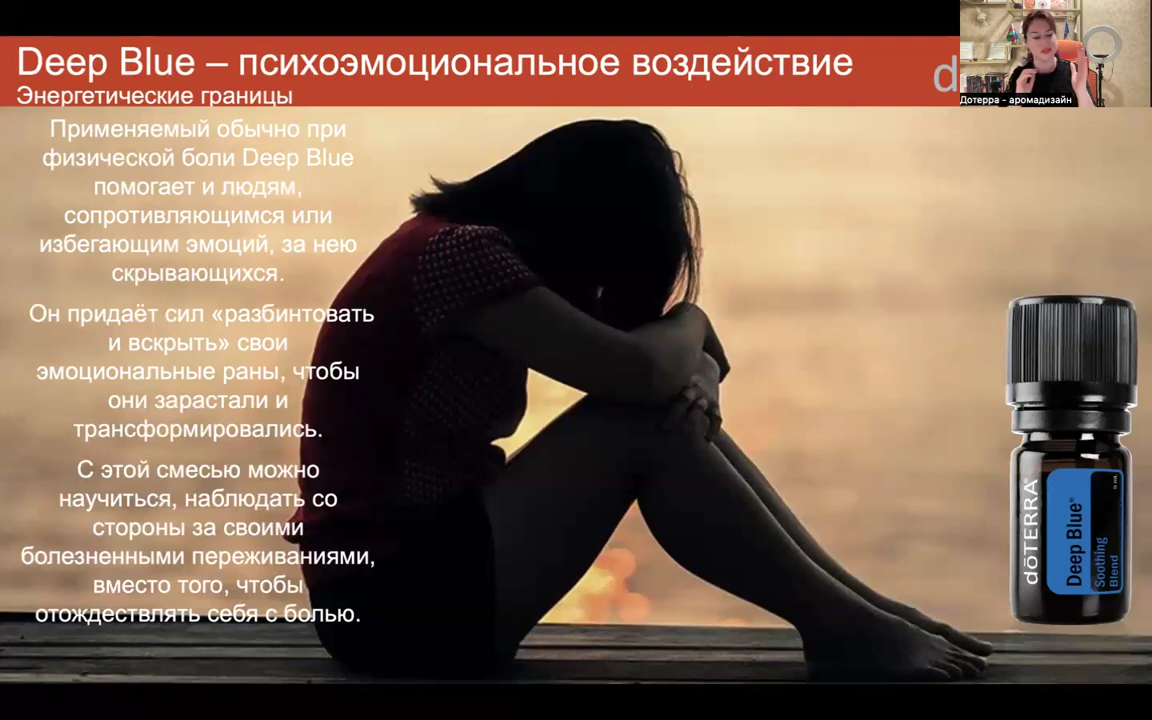 Deep Blue – психоэмоциональное воздействие
Энергетические границы
d
Дотерра - аромадизайн
Применяемый обычно при
физической боли Deep Blue
помогает и людям,
сопротивляющимся или
избегающим эмоций, за нею
скрывающихся.
Он придаёт сил «разбинтовать
и вскрыть» свои
эмоциональные раны, чтобы
они зарастали и
трансформировались.
С этой смесью можно
научиться, наблюдать со
стороны за своими
болезненными переживаниями,
вместо того, чтобы
отождествлять себя с болью.
dōTERRA®
Deep Blue®
Soothing
Blend